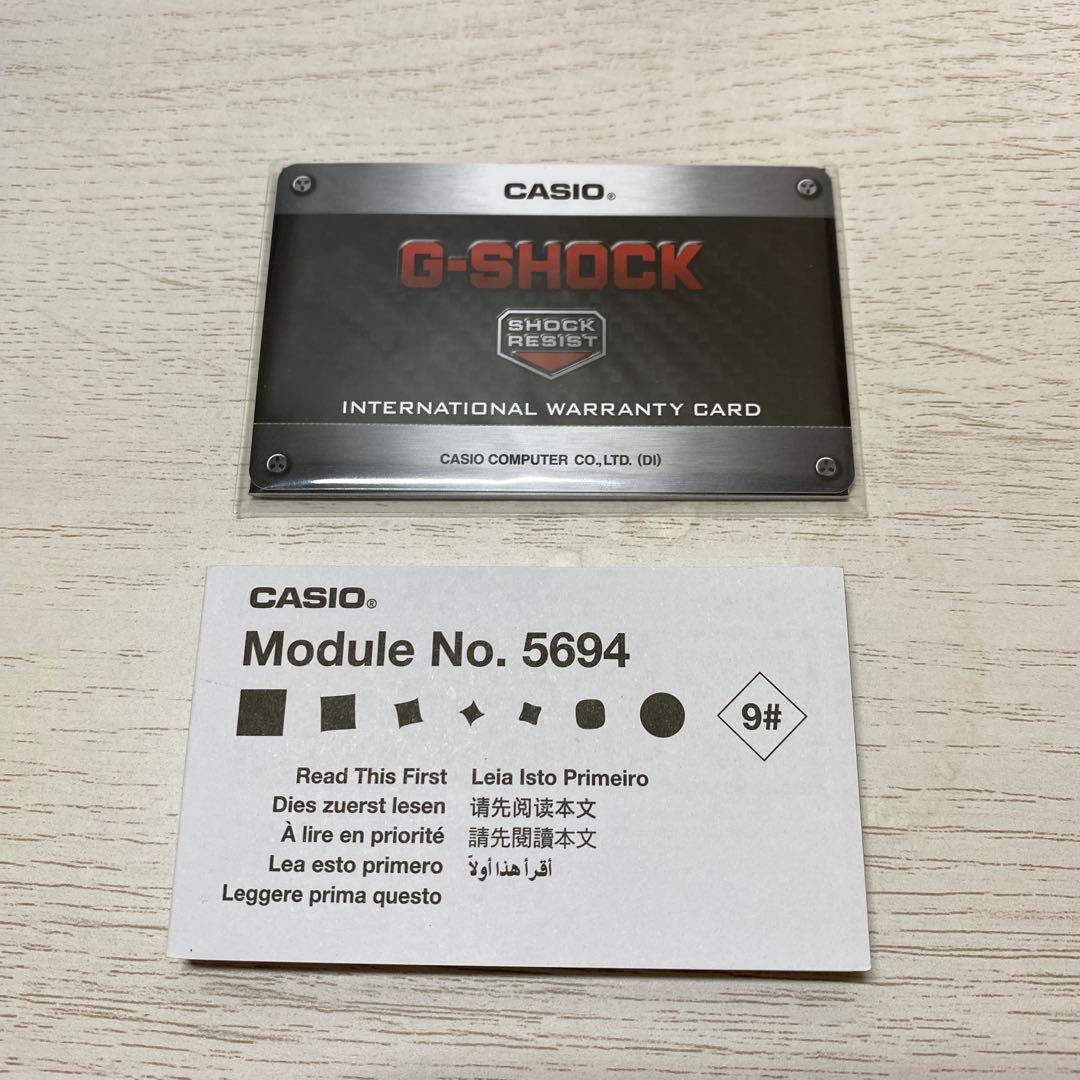 CASIO®
G-SHOCK
SHOCK
RESIST
INTERNATIONAL WARRANTY CARD
CASIO COMPUTER CO.,LTD. (DI)
CASIO®
Module No. 5694
9#
Read This First Leia Isto Primeiro
Dies zuerst lesen 请先阅读本文
À lire en priorité 請先閱讀本文
Lea esto primero أقرأ هذا أولاً
Leggere prima questo